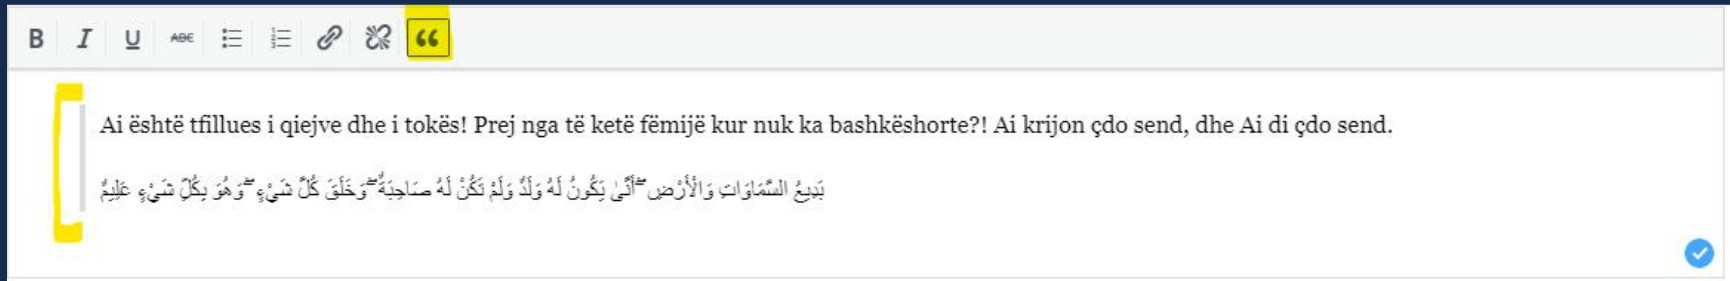 B I U ABC
Ai është tfillues i qiejve dhe i tokës! Prej nga të ketë fëmijë kur nuk ka bashkëshorte?! Ai krijon çdo send, dhe Ai di çdo send.
بَدِيعُ السَّمَاوَاتِ وَالْأَرْضِ ۖ أَنَّىٰ يَكُونُ لَهُ وَلَدٌ وَلَمْ تَكُنْ لَهُ صَاحِبَةٌ ۖ وَخَلَقَ كُلَّ شَيْءٍ ۖ وَهُوَ بِكُلِّ شَيْءٍ عَلِيمٌ